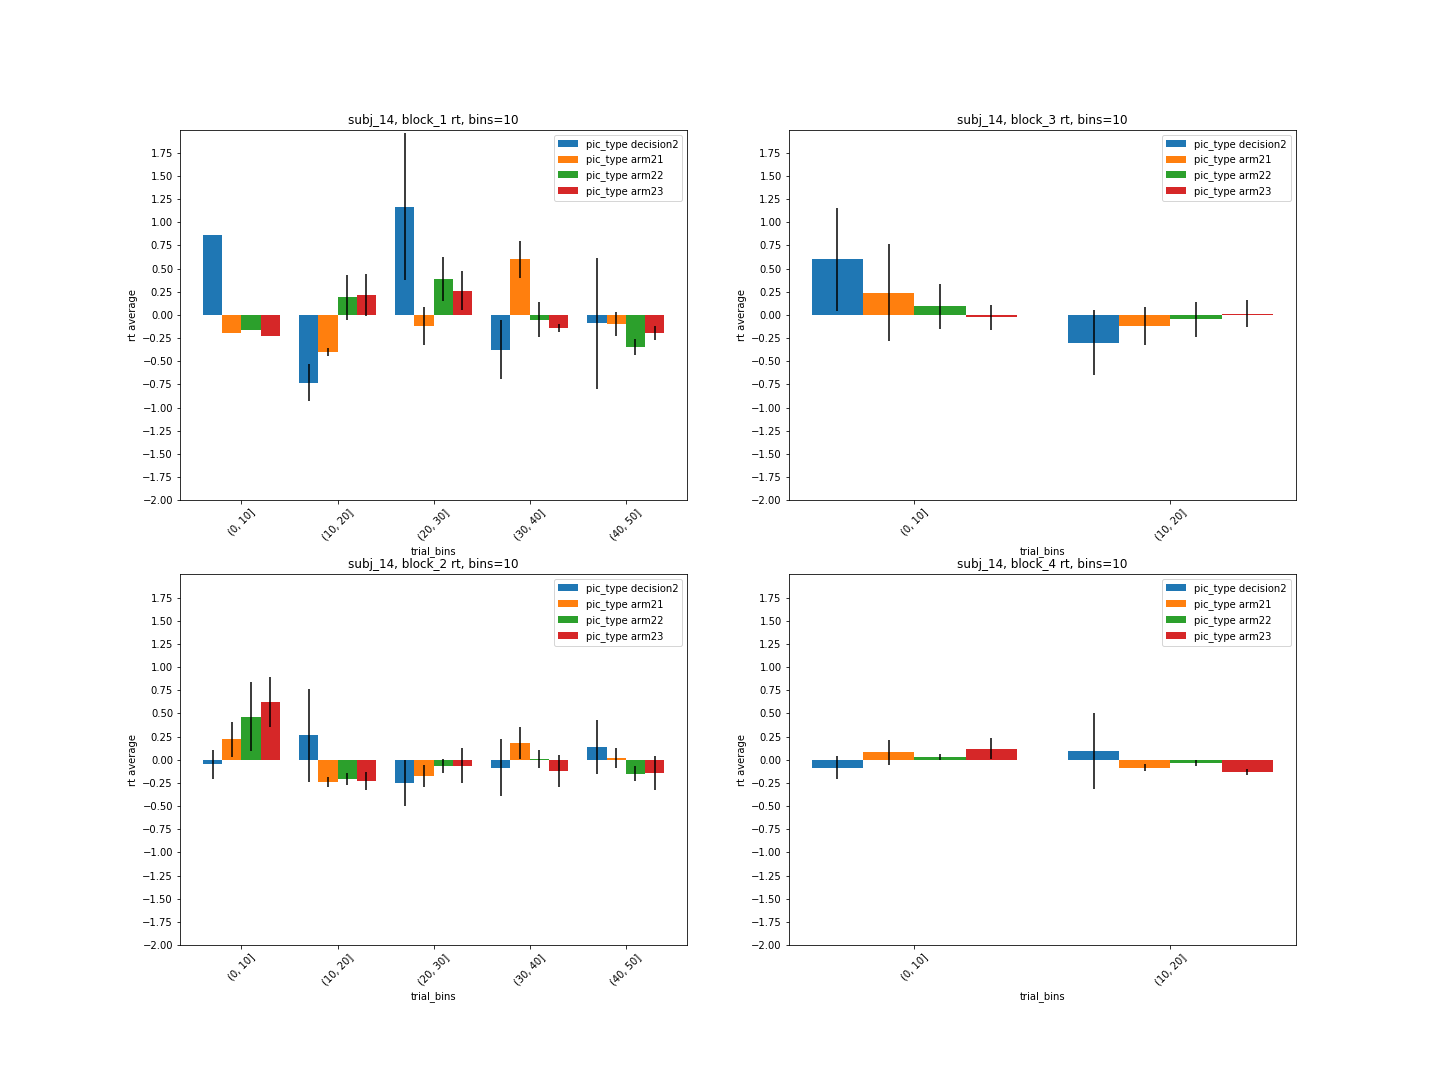 subj_14, block_1 rt, bins=10
pic_type decision2
pic_type arm21
pic_type arm22
pic_type arm23
1.75
1.50
1.25
1.00
0.75
0.50
0.25
0.00
−0.25
−0.50
−0.75
−1.00
−1.25
−1.50
−1.75
−2.00
rt average
(0, 10]
(10, 20]
(20, 30]
(30, 40]
(40, 50]
trial_bins
subj_14, block_3 rt, bins=10
pic_type decision2
pic_type arm21
pic_type arm22
pic_type arm23
1.75
1.50
1.25
1.00
0.75
0.50
0.25
0.00
−0.25
−0.50
−0.75
−1.00
−1.25
−1.50
−1.75
−2.00
rt average
(0, 10]
(10, 20]
trial_bins
subj_14, block_2 rt, bins=10
pic_type decision2
pic_type arm21
pic_type arm22
pic_type arm23
1.75
1.50
1.25
1.00
0.75
0.50
0.25
0.00
−0.25
−0.50
−0.75
−1.00
−1.25
−1.50
−1.75
−2.00
rt average
(0, 10]
(10, 20]
(20, 30]
(30, 40]
(40, 50]
trial_bins
subj_14, block_4 rt, bins=10
pic_type decision2
pic_type arm21
pic_type arm22
pic_type arm23
1.75
1.50
1.25
1.00
0.75
0.50
0.25
0.00
−0.25
−0.50
−0.75
−1.00
−1.25
−1.50
−1.75
−2.00
rt average
(0, 10]
(10, 20]
trial_bins